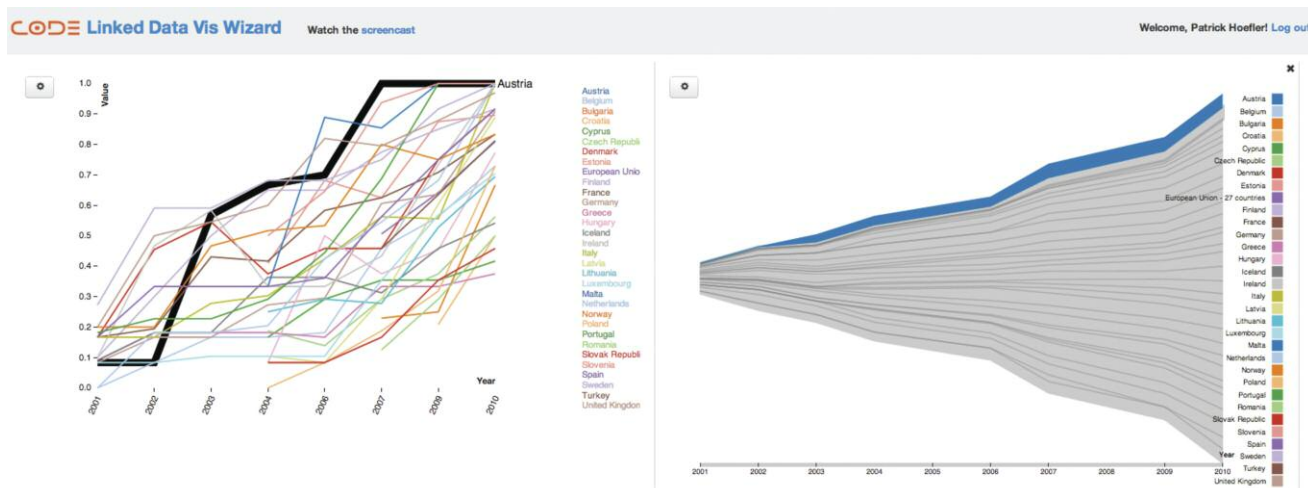 CODE Linked Data Vis Wizard Watch the screencast Welcome, Patrick Hoefler! Log out
1.0
0.9
0.8
0.7
0.6
0.5
0.4
0.3
0.2
0.1
0.0
Value
Austria
Year
2001
2002
2003
2004
2006
2007
2009
2010
Austria
Belgium
Bulgaria
Croatia
Cyprus
Czech Republi
Denmark
Estonia
European Unio
Finland
France
Germany
Greece
Hungary
Iceland
Ireland
Italy
Latvia
Lithuania
Luxembourg
Malta
Netherlands
Norway
Poland
Portugal
Romania
Slovak Republi
Slovenia
Spain
Sweden
Turkey
United Kingdon
Austria
Belgium
Bulgaria
Croatia
Cyprus
Czech Republic
Denmark
Estonia
European Union - 27 countries
Finland
France
Germany
Greece
Hungary
Iceland
Ireland
Italy
Latvia
Lithuania
Luxembourg
Malta
Netherlands
Norway
Poland
Portugal
Romania
Slovak Republic
Slovenia
Spain
Year Sweden
Turkey
United Kingdom
2001
2002
2003
2004
2005
2006
2007
2008
2009
2010